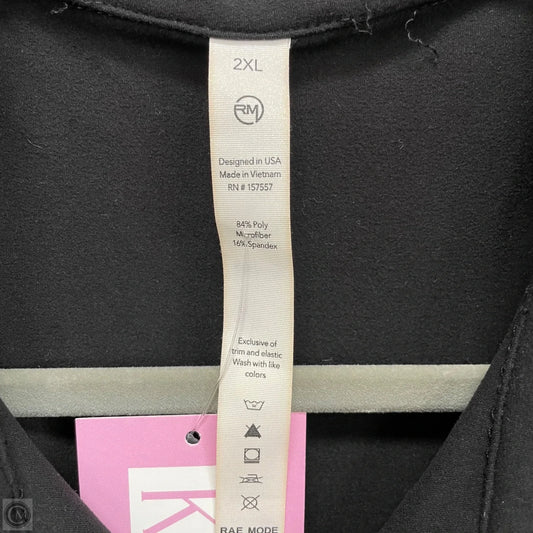 2XL
RM
Designed in USA
Made in Vietnam
RN # 157557
84% Poly
Microfiber
16% Spandex
Exclusive of
trim and elastic
Wash with like
colors
K
RAE MODE